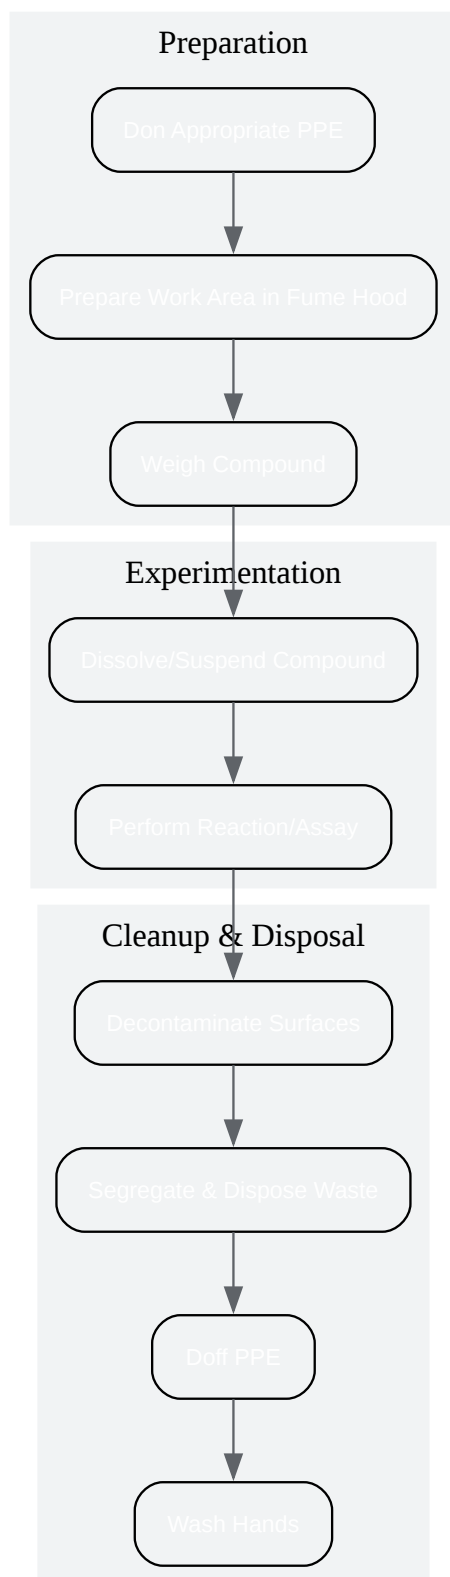 Preparation
Don Appropriate PPE
Prepare Work Area in Fume Hood
Weigh Compound
Experimentation
Dissolve/Suspend Compound
Perform Reaction/Assay
Cleanup & Disposal
Decontaminate Surfaces
Segregate & Dispose Waste
Doff PPE
Wash Hands